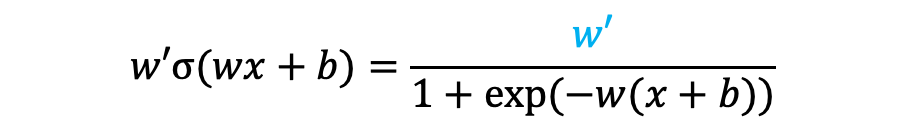 w′σ(wx + b) = w′ / (1 + exp(−w(x + b)))